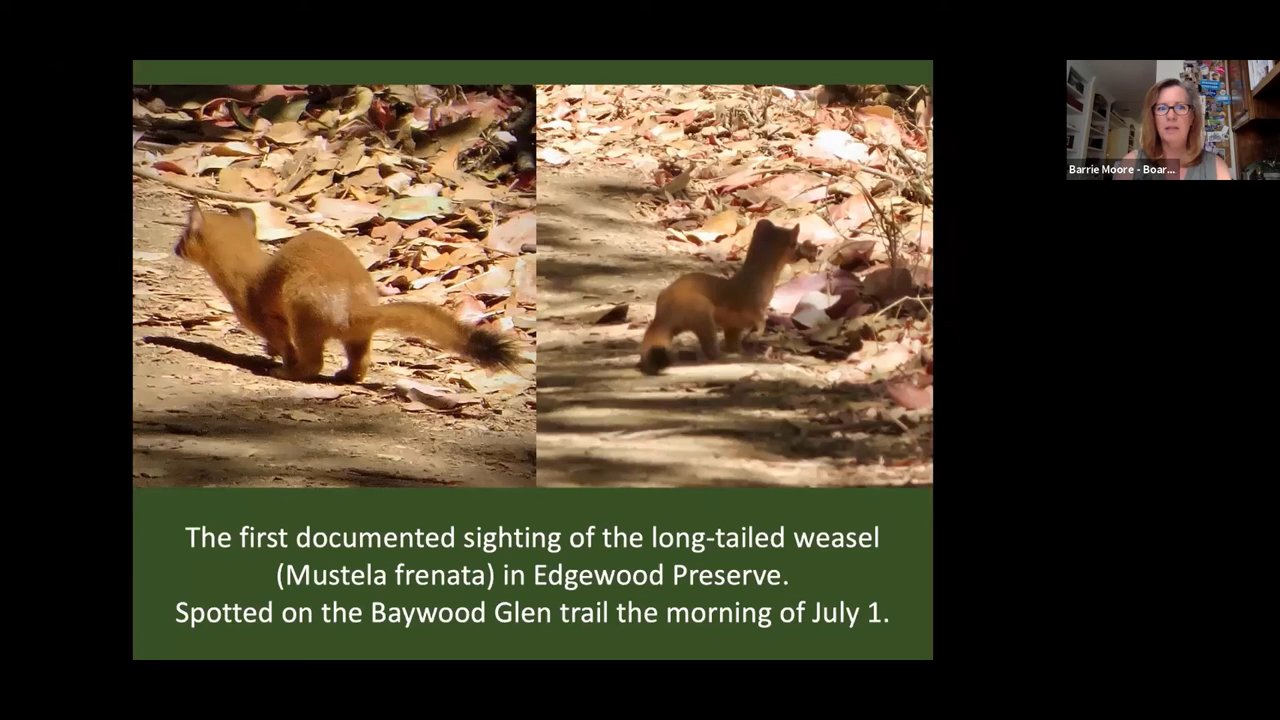 Barrie Moore - Boar...
The first documented sighting of the long-tailed weasel
(Mustela frenata) in Edgewood Preserve.
Spotted on the Baywood Glen trail the morning of July 1.